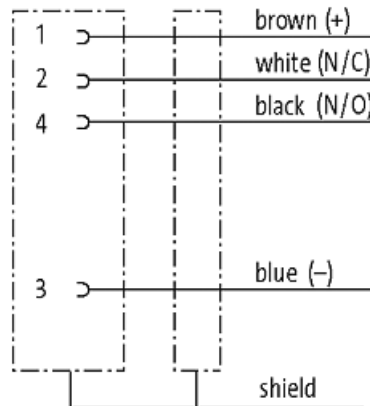 1 brown (+)
2 white (N/C)
4 black (N/O)
3 blue (–)
shield